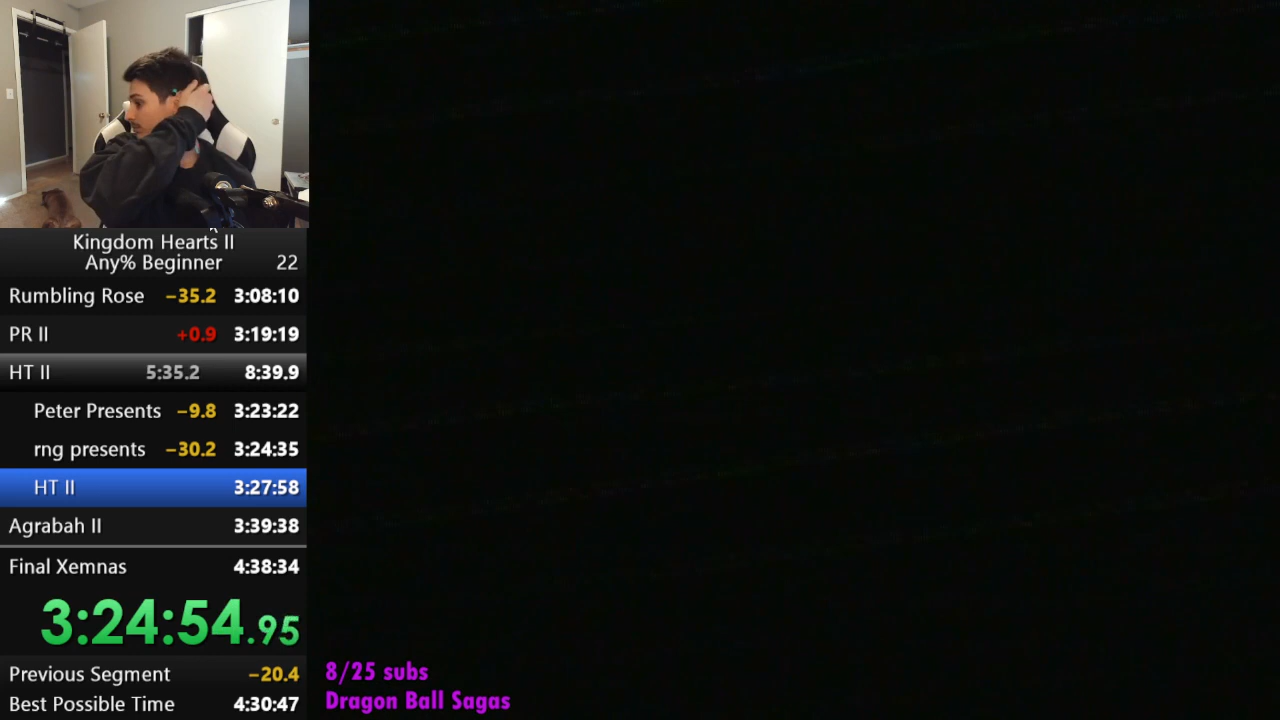 Kingdom Hearts II
Any% Beginner 22
Rumbling Rose −35.2 3:08:10
PR II +0.9 3:19:19
HT II 5:35.2 8:39.9
Peter Presents −9.8 3:23:22
rng presents −30.2 3:24:35
HT II 3:27:58
Agrabah II 3:39:38
Final Xemnas 4:38:34
3:24:54.95
Previous Segment −20.4
Best Possible Time 4:30:47
8/25 subs
Dragon Ball Sagas